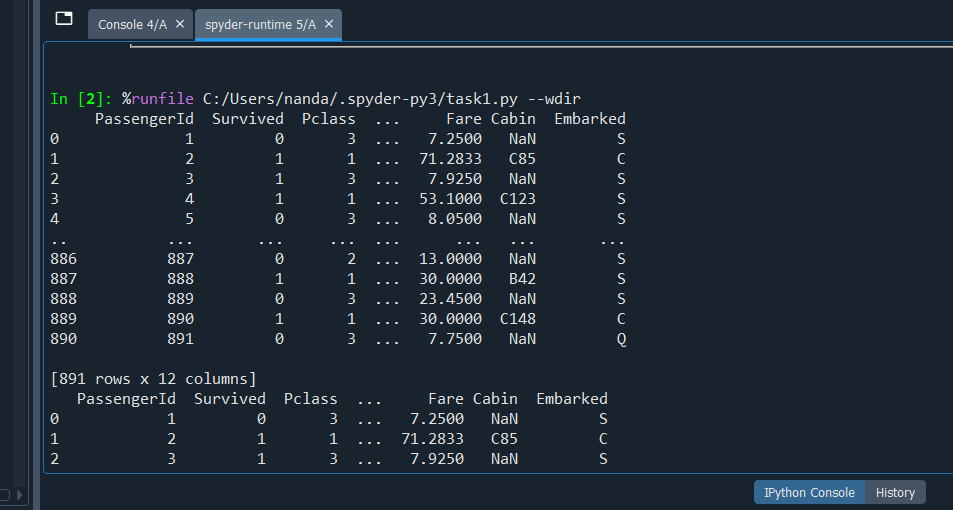 Console 4/A × spyder-runtime 5/A ×
In [2]: %runfile C:/Users/nanda/.spyder-py3/task1.py --wdir
PassengerId Survived Pclass ... Fare Cabin Embarked
0 1 0 3 ... 7.2500 NaN S
1 2 1 1 ... 71.2833 C85 C
2 3 1 3 ... 7.9250 NaN S
3 4 1 1 ... 53.1000 C123 S
4 5 0 3 ... 8.0500 NaN S
.. ... ... ... ... ... ... ...
886 887 0 2 ... 13.0000 NaN S
887 888 1 1 ... 30.0000 B42 S
888 889 0 3 ... 23.4500 NaN S
889 890 1 1 ... 30.0000 C148 C
890 891 0 3 ... 7.7500 NaN Q
[891 rows x 12 columns]
PassengerId Survived Pclass ... Fare Cabin Embarked
0 1 0 3 ... 7.2500 NaN S
1 2 1 1 ... 71.2833 C85 C
2 3 1 3 ... 7.9250 NaN S
IPython Console History